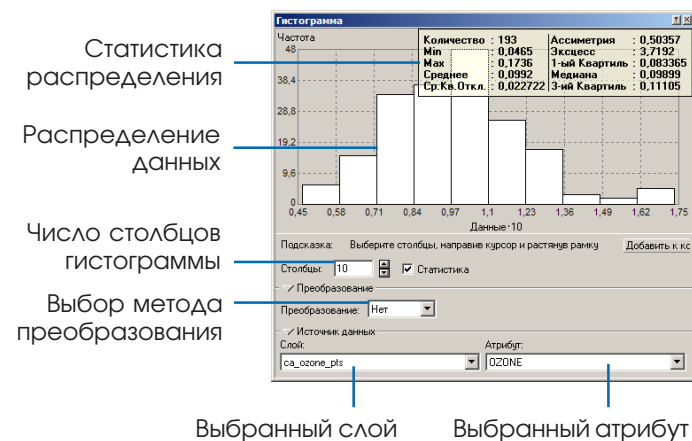 Гистограмма
Частота
Количество : 193 Ассиметрия : 0,50357
Min : 0,0465 Эксцесс : 3,7192
Max : 0,1736 1-ый Квартиль : 0,083365
Среднее : 0,0992 Медиана : 0,09899
Ср.Кв.Откл. : 0,022722 3-ий Квартиль : 0,11105
48
38,4
28,8
19,2
9,6
0
0,45 0,58 0,71 0,84 0,97 1,1 1,23 1,36 1,49 1,62 1,75
Данные·10
Подсказка: Выберите столбцы, направив курсор и растянув рамку Добавить к кс
Столбцы: 10 Статистика
Преобразование
Преобразование: Нет
Источник данных
Слой: Атрибут:
ca_ozone_pts OZONE
Статистика
распределения
Распределение
данных
Число столбцов
гистограммы
Выбор метода
преобразования
Выбранный слой Выбранный атрибут